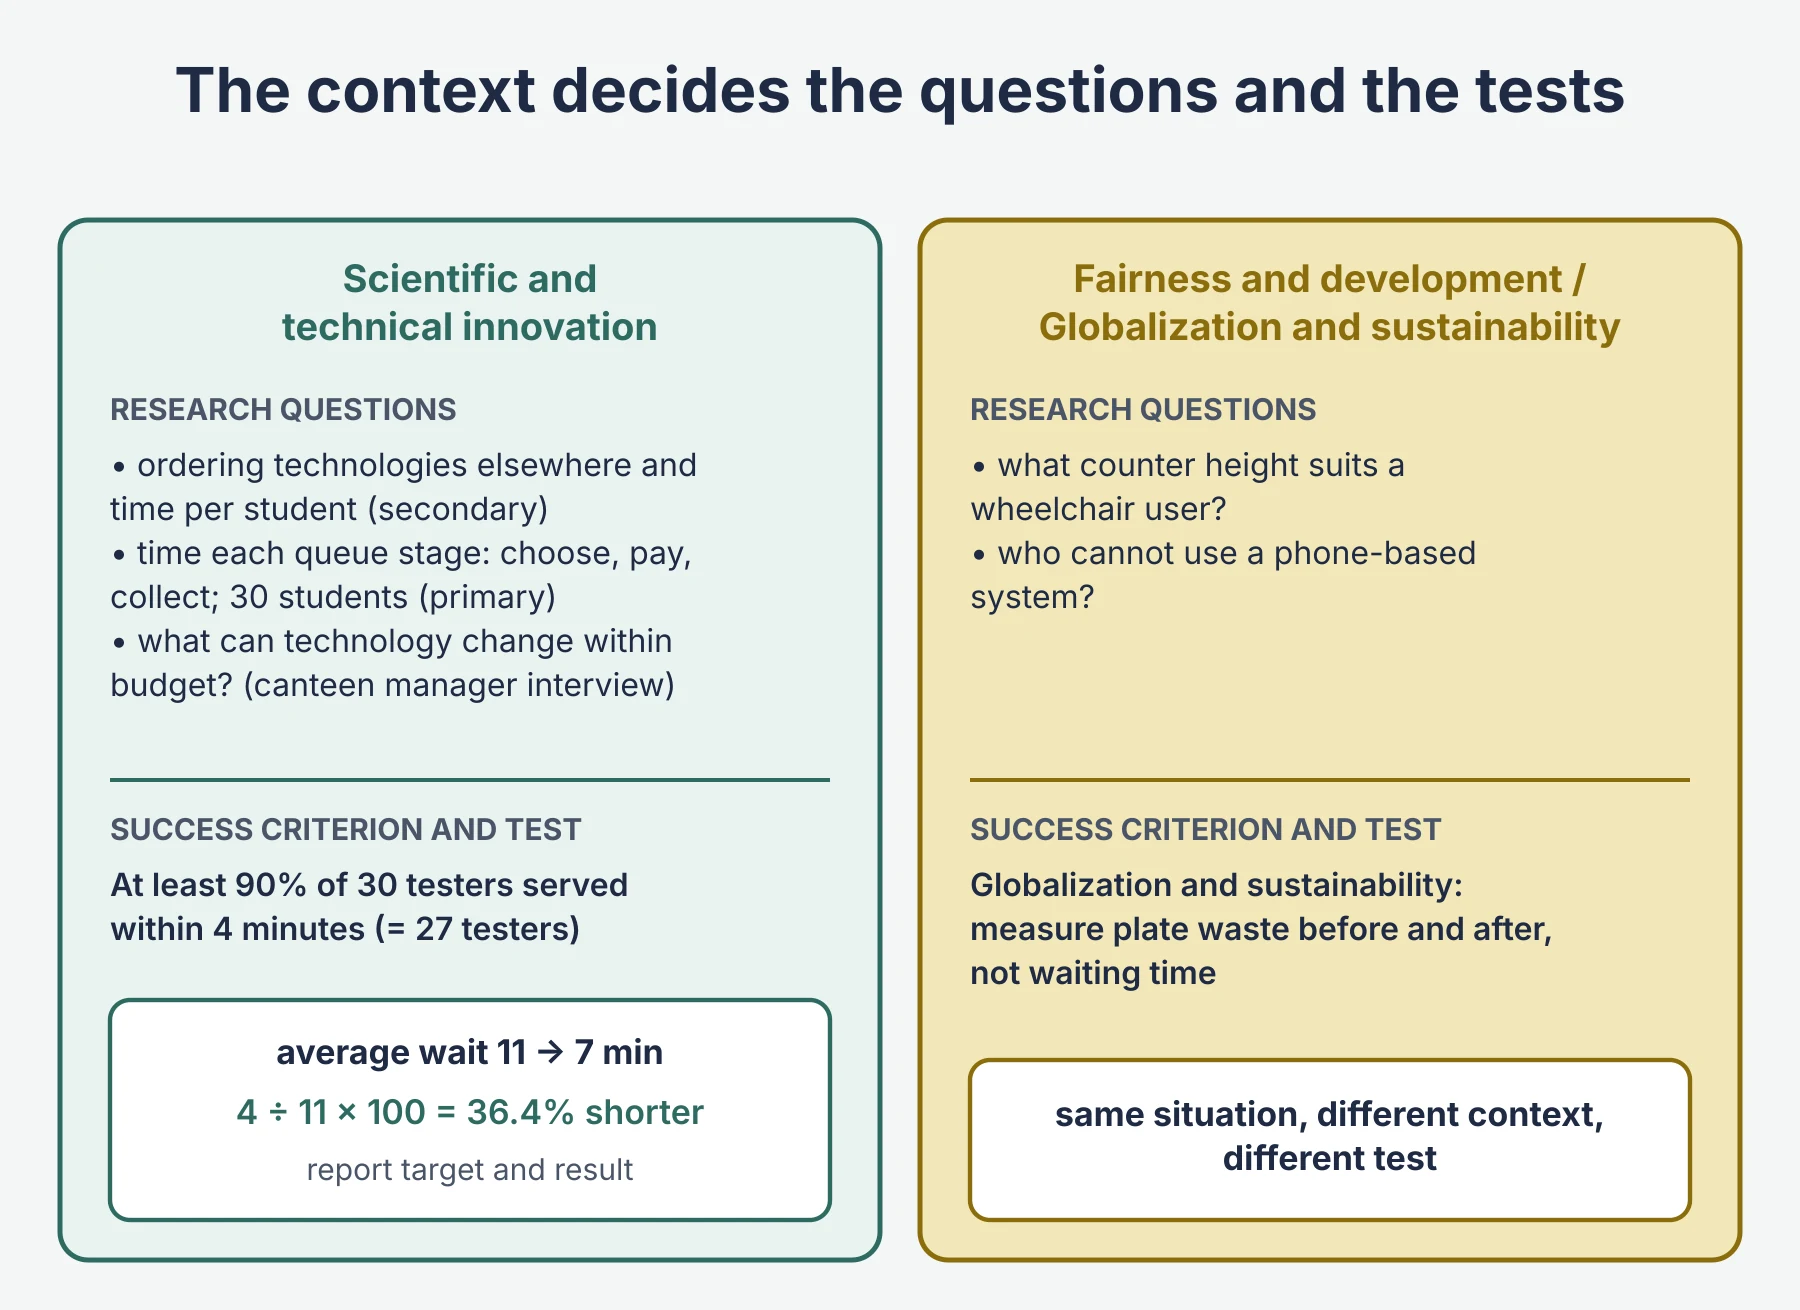 The context decides the questions and the tests
Scientific and
technical innovation
RESEARCH QUESTIONS
• ordering technologies elsewhere and
time per student (secondary)
• time each queue stage: choose, pay,
collect; 30 students (primary)
• what can technology change within
budget? (canteen manager interview)
SUCCESS CRITERION AND TEST
At least 90% of 30 testers served
within 4 minutes (= 27 testers)
average wait 11 → 7 min
4 ÷ 11 × 100 = 36.4% shorter
report target and result
Fairness and development /
Globalization and sustainability
RESEARCH QUESTIONS
• what counter height suits a
wheelchair user?
• who cannot use a phone-based
system?
SUCCESS CRITERION AND TEST
Globalization and sustainability:
measure plate waste before and after,
not waiting time
same situation, different context,
different test